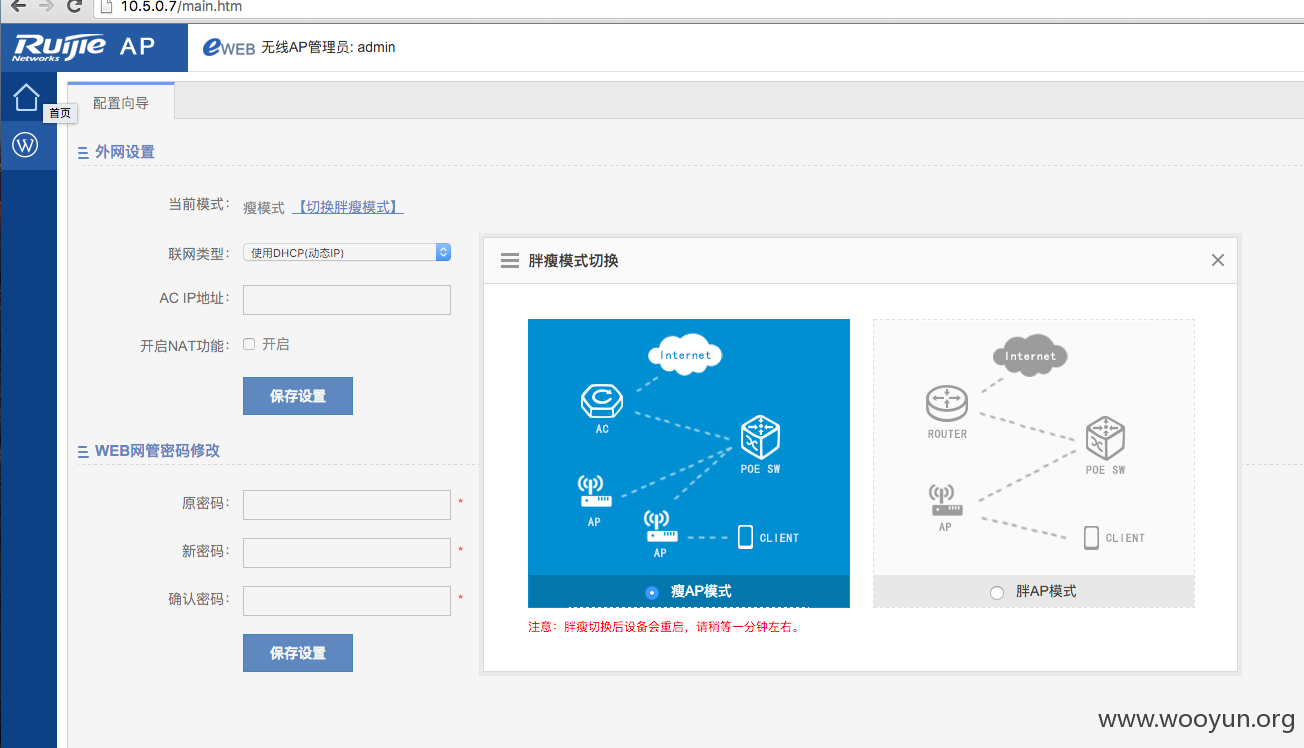 10.5.0.7/main.htm
Ruijie Networks AP
eWEB 无线AP管理员: admin
首页
配置向导
外网设置
当前模式: 瘦模式 【切换胖瘦模式】
联网类型: 使用DHCP(动态IP)
AC IP地址:
开启NAT功能: 开启
保存设置
WEB网管密码修改
原密码: *
新密码: *
确认密码: *
保存设置
胖瘦模式切换
Internet
AC
POE SW
AP
AP
CLIENT
瘦AP模式
Internet
ROUTER
POE SW
AP
CLIENT
胖AP模式
注意：胖瘦切换后设备会重启，请稍等一分钟左右。
www.wooyun.org